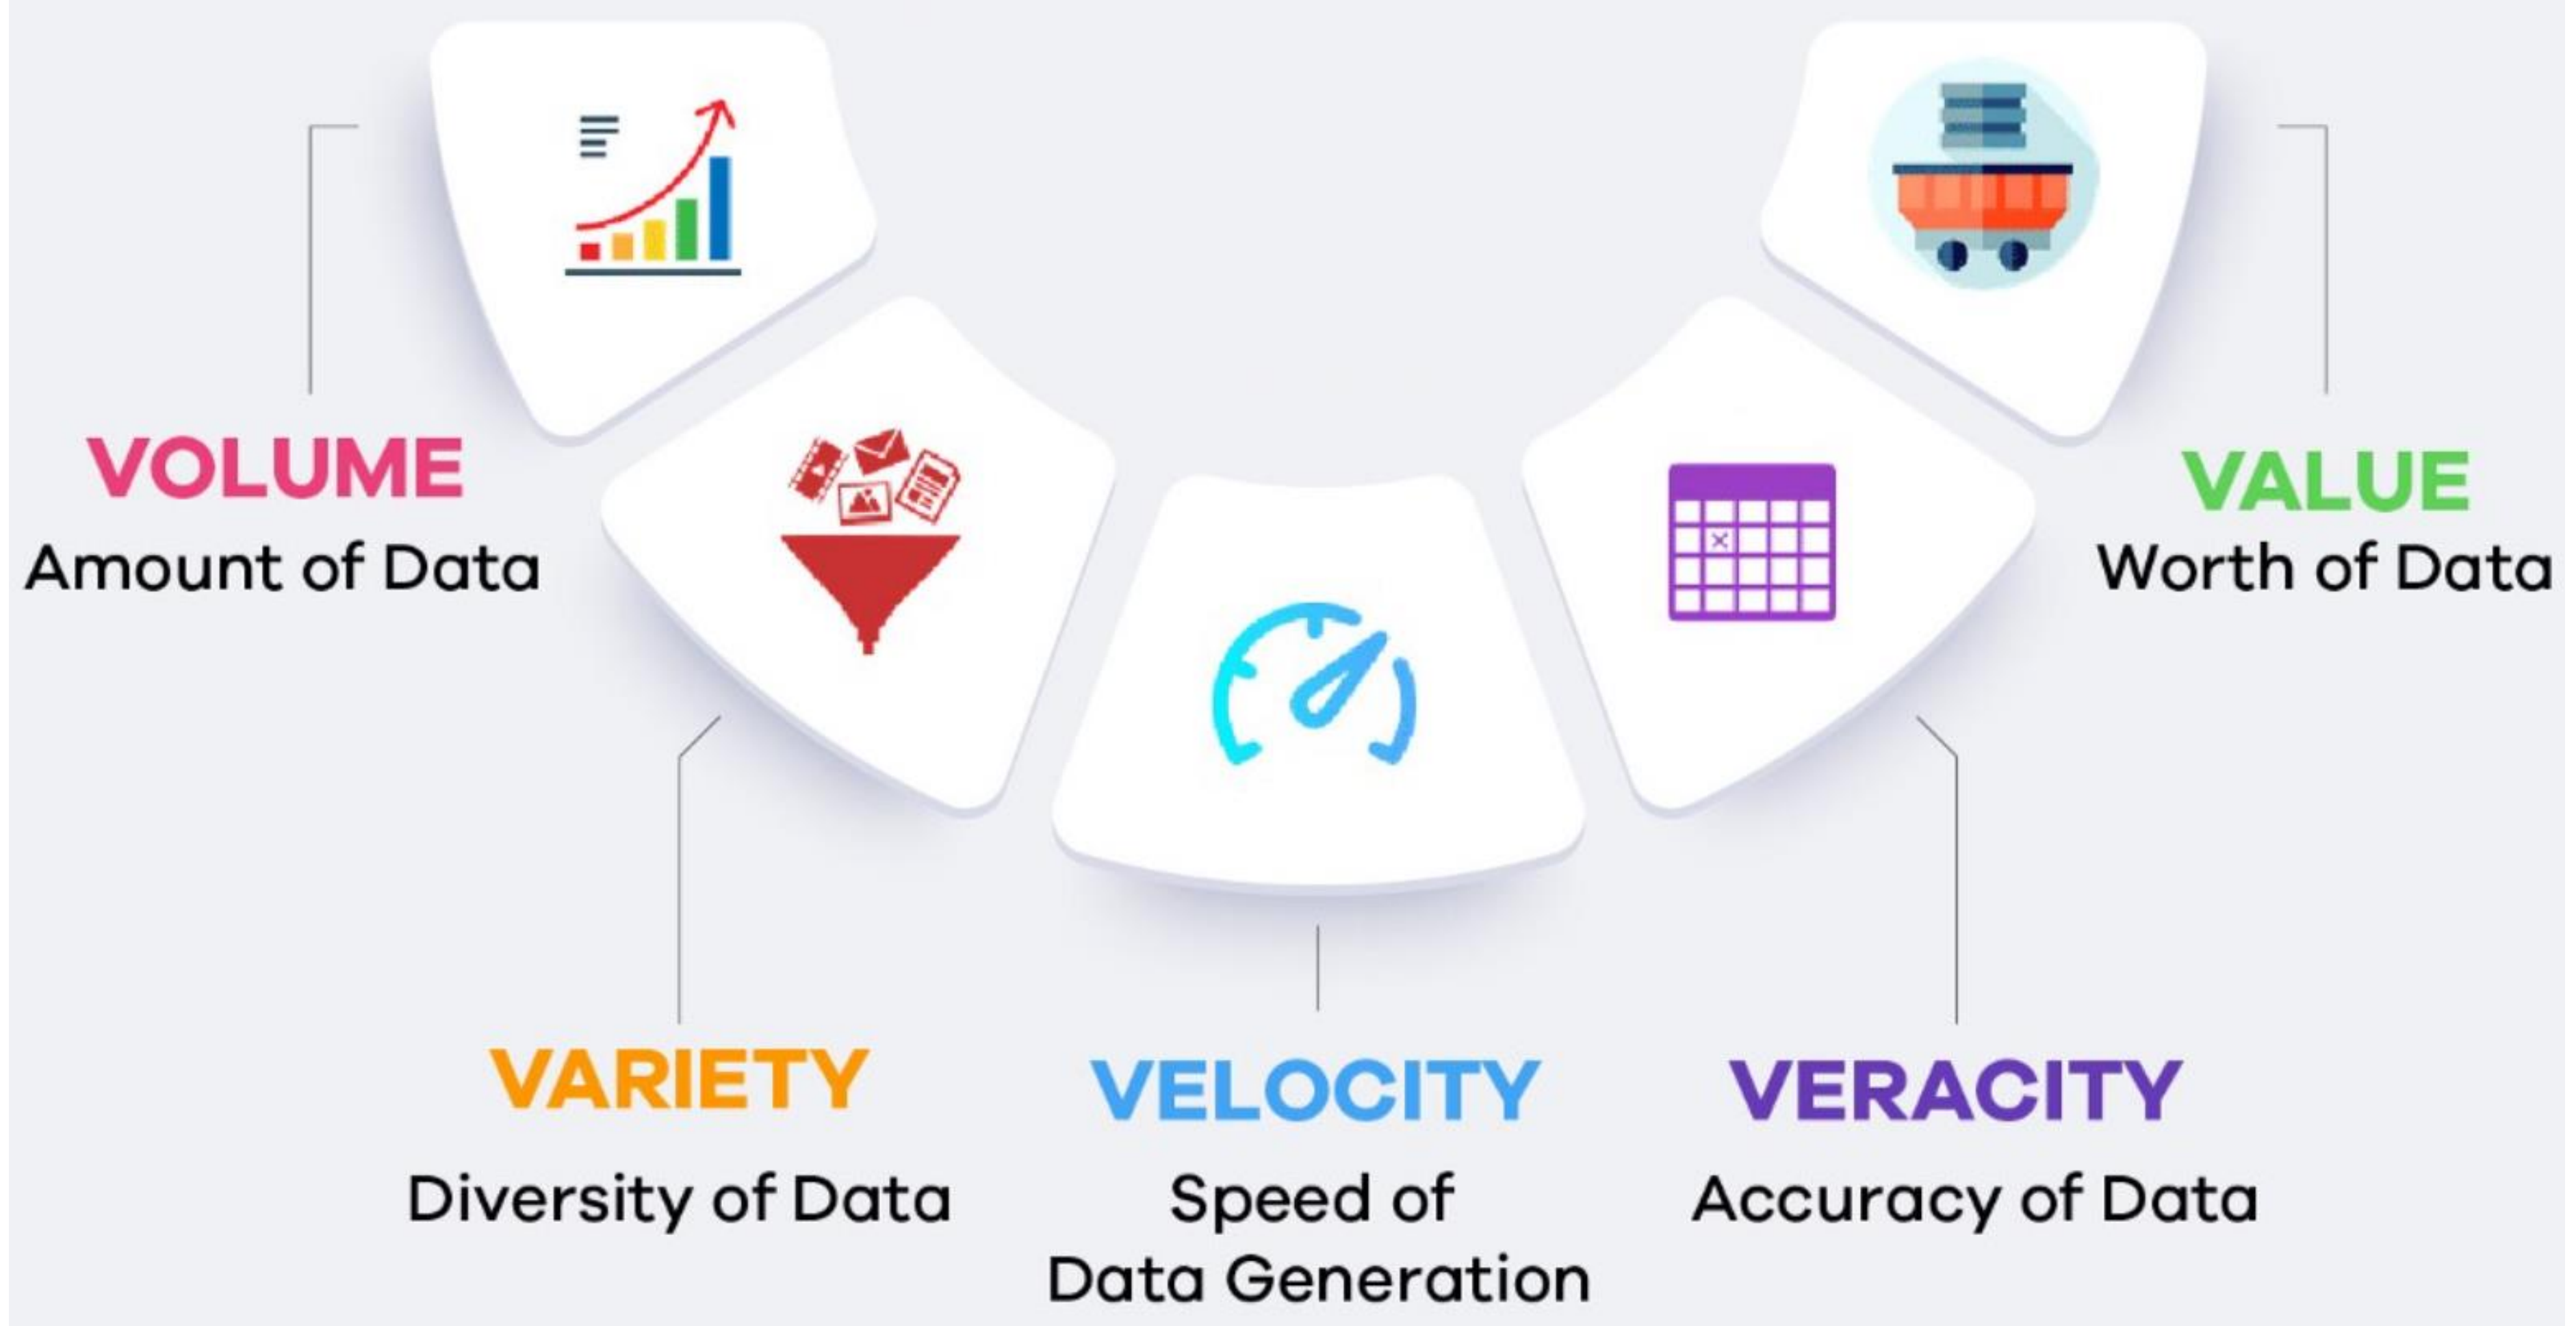 VOLUME
Amount of Data
VARIETY
Diversity of Data
VELOCITY
Speed of
Data Generation
VERACITY
Accuracy of Data
VALUE
Worth of Data